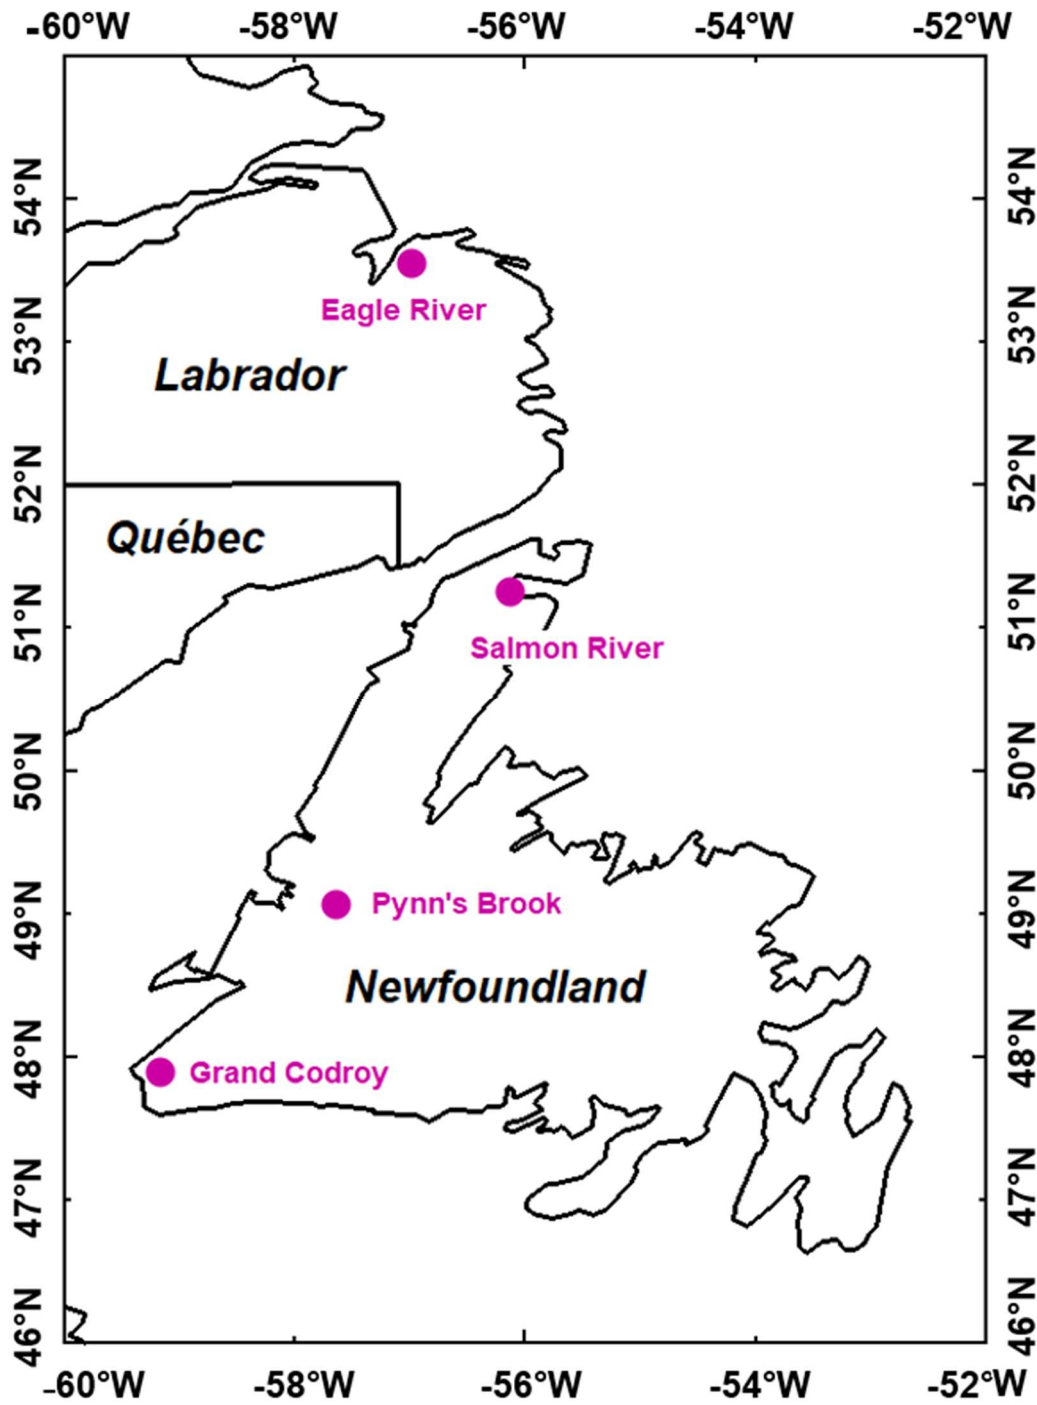 -60°W -58°W -56°W -54°W -52°W
54°N 54°N
Eagle River
53°N 53°N
Labrador
52°N 52°N
Québec
51°N 51°N
Salmon River
50°N 50°N
49°N Pynn's Brook 49°N
Newfoundland
48°N Grand Codroy 48°N
47°N 47°N
46°N 46°N
-60°W -58°W -56°W -54°W -52°W